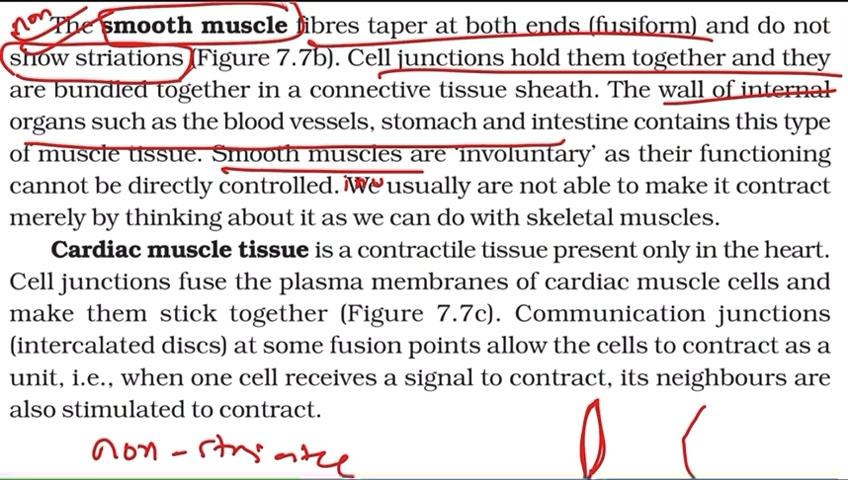 non The smooth muscle fibres taper at both ends (fusiform) and do not
show striations (Figure 7.7b). Cell junctions hold them together and they
are bundled together in a connective tissue sheath. The wall of internal
organs such as the blood vessels, stomach and intestine contains this type
of muscle tissue. Smooth muscles are ‘involuntary’ as their functioning
cannot be directly controlled. We usually are not able to make it contract
merely by thinking about it as we can do with skeletal muscles.
Cardiac muscle tissue is a contractile tissue present only in the heart.
Cell junctions fuse the plasma membranes of cardiac muscle cells and
make them stick together (Figure 7.7c). Communication junctions
(intercalated discs) at some fusion points allow the cells to contract as a
unit, i.e., when one cell receives a signal to contract, its neighbours are
also stimulated to contract.
non -